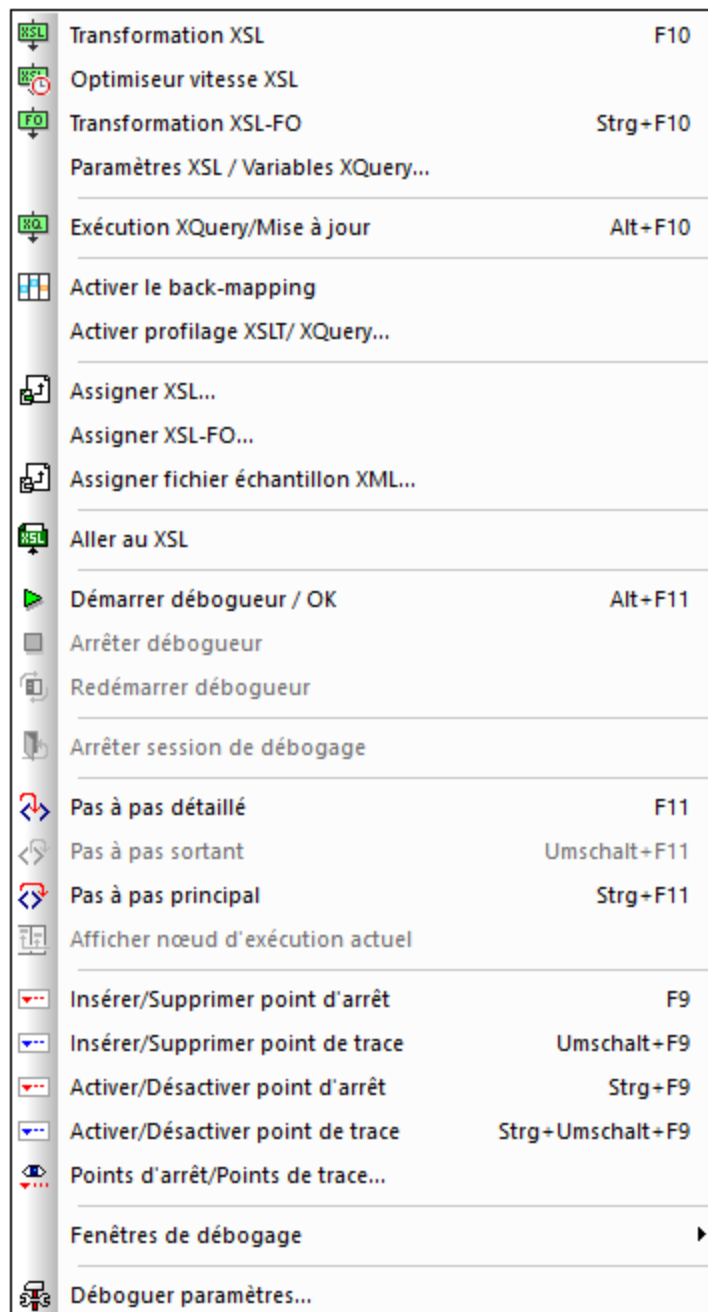 Transformation XSL F10
Optimiseur vitesse XSL
Transformation XSL-FO Strg+F10
Paramètres XSL / Variables XQuery...
Exécution XQuery/Mise à jour Alt+F10
Activer le back-mapping
Activer profilage XSLT/ XQuery...
Assigner XSL...
Assigner XSL-FO...
Assigner fichier échantillon XML...
Aller au XSL
Démarrer débogueur / OK Alt+F11
Arrêter débogueur
Redémarrer débogueur
Arrêter session de débogage
Pas à pas détaillé F11
Pas à pas sortant Umschalt+F11
Pas à pas principal Strg+F11
Afficher nœud d'exécution actuel
Insérer/Supprimer point d'arrêt F9
Insérer/Supprimer point de trace Umschalt+F9
Activer/Désactiver point d'arrêt Strg+F9
Activer/Désactiver point de trace Strg+Umschalt+F9
Points d'arrêt/Points de trace...
Fenêtres de débogage
Déboguer paramètres...